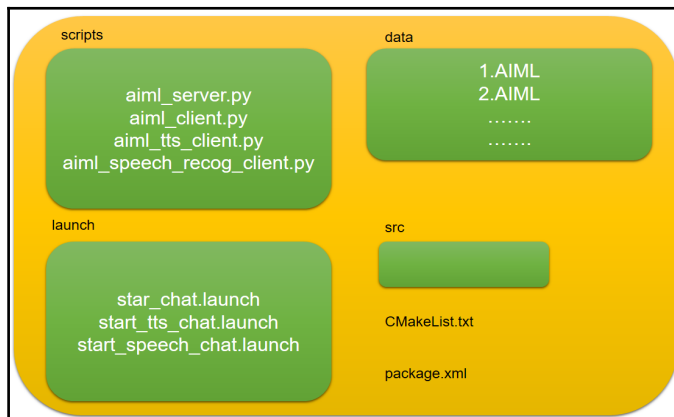 scripts
aiml_server.py
aiml_client.py
aiml_tts_client.py
aiml_speech_recog_client.py
data
1.AIML
2.AIML
…….
…….
launch
star_chat.launch
start_tts_chat.launch
start_speech_chat.launch
src
CMakeList.txt
package.xml